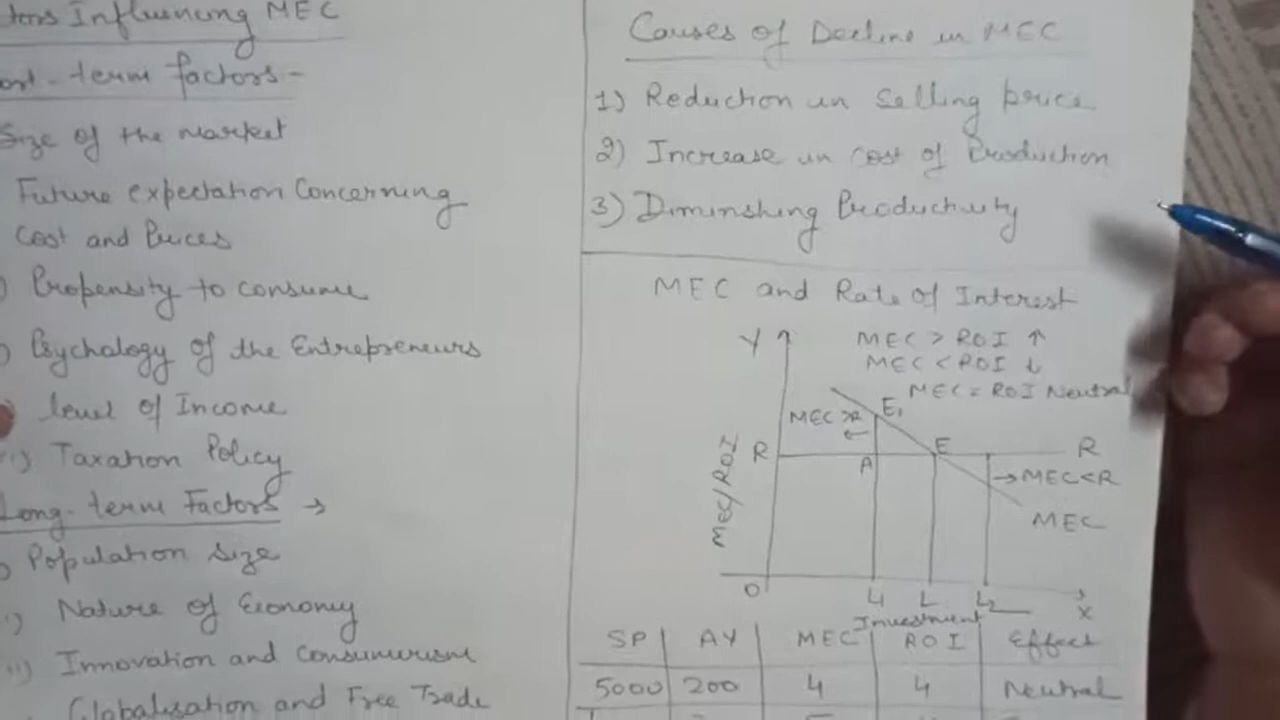 tors Influencing MEC
ort-term factors-
Size of the market
Future expectation Concerning
Cost and Prices
Propensity to consume
Psychology of the Entrepreneurs
level of Income
Taxation Policy
Long-term Factors →
Population Size
Nature of Economy
Innovation and consumerism
Globalisation and Free Trade
Causes of Decline in MEC
1) Reduction in Selling price
2) Increase in cost of Production
3) Diminshing Productivity
MEC and Rate of Interest
Y
MEC > ROI ↑
MEC < ROI ↓
MEC = ROI Neutral
MEC > R
←
E1
MEC/ROI
R
A
E
R
→ MEC < R
MEC
O
L1 L L2
X
Investment
SP AY MEC ROI Effect
5000 200 4 4 Neutral